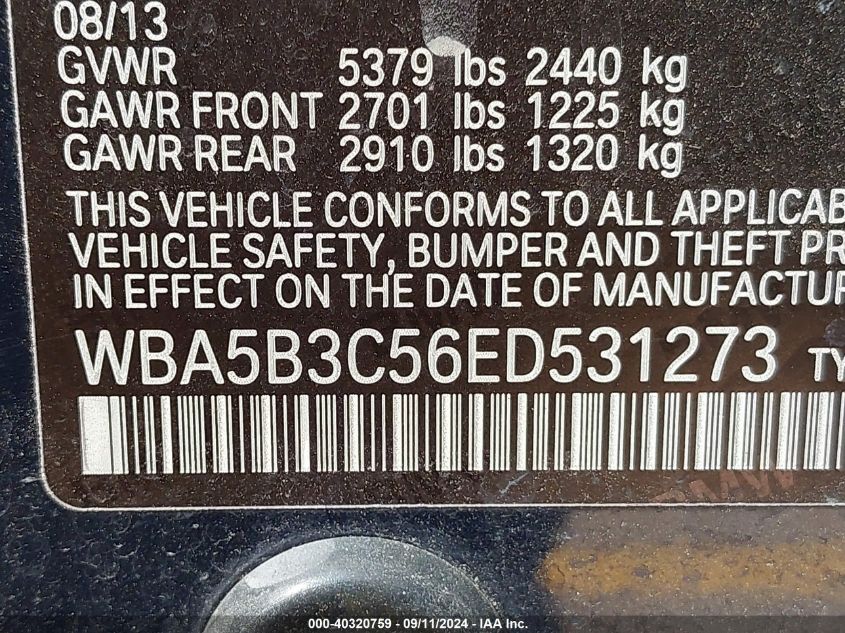 08/13
GVWR 5379 lbs 2440 kg
GAWR FRONT 2701 lbs 1225 kg
GAWR REAR 2910 lbs 1320 kg
THIS VEHICLE CONFORMS TO ALL APPLICAB
VEHICLE SAFETY, BUMPER AND THEFT PR
IN EFFECT ON THE DATE OF MANUFACTUR
WBA5B3C56ED531273 TY
BMW
000-40320759 - 09/11/2024 - IAA Inc.